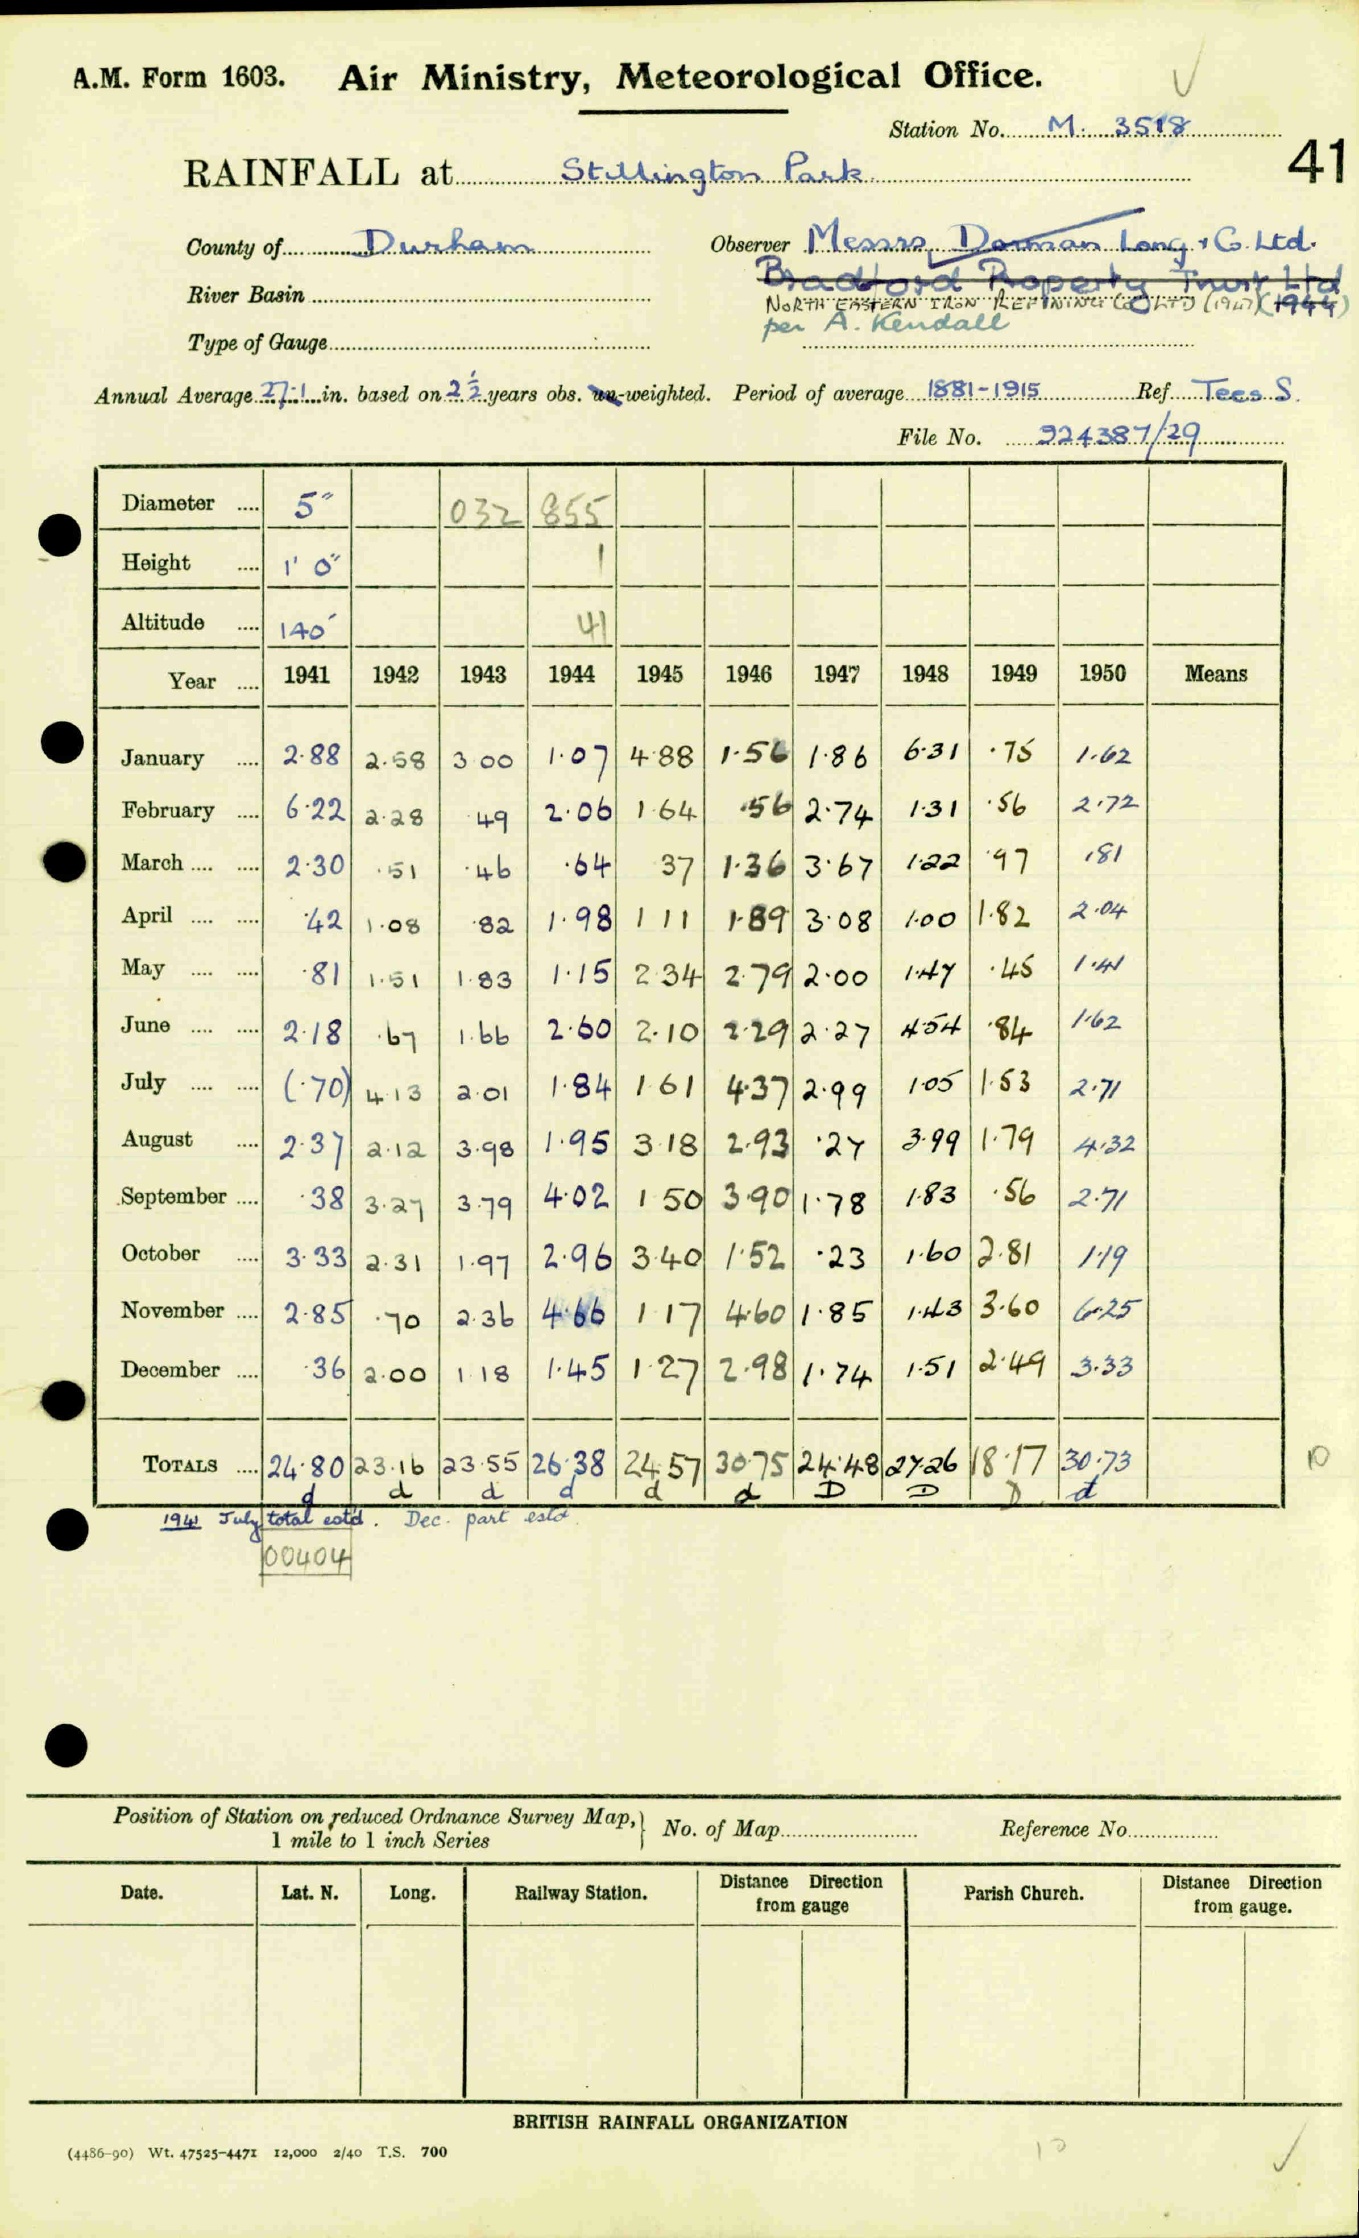 A.M. Form 1603. Air Ministry, Meteorological Office.
Station No. M. 3518
41
RAINFALL at Stillington Park
County of Durham Observer Messrs Dorman Long & Co. Ltd.
Bradford Property Trust Ltd
River Basin NORTH EASTERN IRON REFINING CO LTD (1947) (1944)
per A. Kendall
Type of Gauge
Annual Average 27.1 in. based on 2½ years obs. un-weighted. Period of average 1881-1915 Ref. Tees S.
File No. 924387/29
Diameter 5" 032 855
Height 1' 0" 1
Altitude 140' 41
Year 1941 1942 1943 1944 1945 1946 1947 1948 1949 1950 Means
January 2.88 2.58 3 00 1.07 4.88 1.56 1.86 6.31 .75 1.62
February 6.22 2.28 .49 2.06 1 64 .56 2.74 1.31 .56 2.72
March 2.30 .51 .46 .64 37 1.36 3.67 1.22 .97 .81
April .42 1.08 .82 1.98 1 11 1.89 3.08 1.00 1.82 2.04
May .81 1.51 1.83 1.15 2 34 2.79 2.00 1.47 .45 1.41
June 2.18 .67 1.66 2.60 2.10 2.29 2.27 4.54 .84 1.62
July (.70) 4.13 2.01 1.84 1 61 4.37 2.99 1.05 1.53 2.71
August 2.37 2.12 3.98 1.95 3.18 2.93 .27 3.99 1.79 4.32
September .38 3.27 3.79 4.02 1 50 3.90 1.78 1.83 .56 2.71
October 3.33 2.31 1.97 2.96 3.40 1.52 .23 1.60 2.81 1.19
November 2.85 .70 2.36 4.66 1 17 4.60 1.85 1.43 3.60 6.25
December .36 2.00 1 18 1.45 1.27 2.98 1.74 1.51 2.49 3.33
TOTALS 24.80 23.16 23.55 26.38 24.57 30.75 24.48 27.26 18.17 30.73 10
d d d d d d D D D d
1941 July total estd. Dec. part estd.
00404
Position of Station on reduced Ordnance Survey Map, 1 mile to 1 inch Series No. of Map Reference No.
Date. Lat. N. Long. Railway Station. Distance from gauge Direction Parish Church. Distance from gauge. Direction
BRITISH RAINFALL ORGANIZATION
(4486-90) Wt. 47525-4471 12,000 2/40 T.S. 700
10